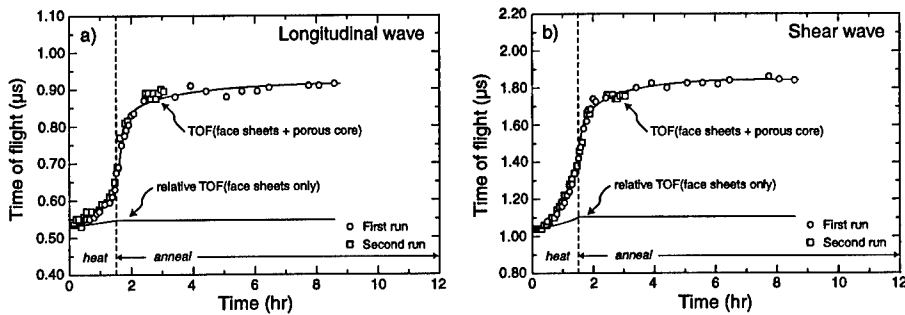 a)
Longitudinal wave
1.10
1.00
0.90
0.80
0.70
0.60
0.50
0.40
Time of flight (µs)
TOF(face sheets + porous core)
relative TOF(face sheets only)
First run
Second run
heat
anneal
0 2 4 6 8 10 12
Time (hr)
b)
Shear wave
2.20
2.00
1.80
1.60
1.40
1.20
1.00
0.80
Time of flight (µs)
TOF(face sheets + porous core)
relative TOF(face sheets only)
First run
Second run
heat
anneal
0 2 4 6 8 10 12
Time (hr)